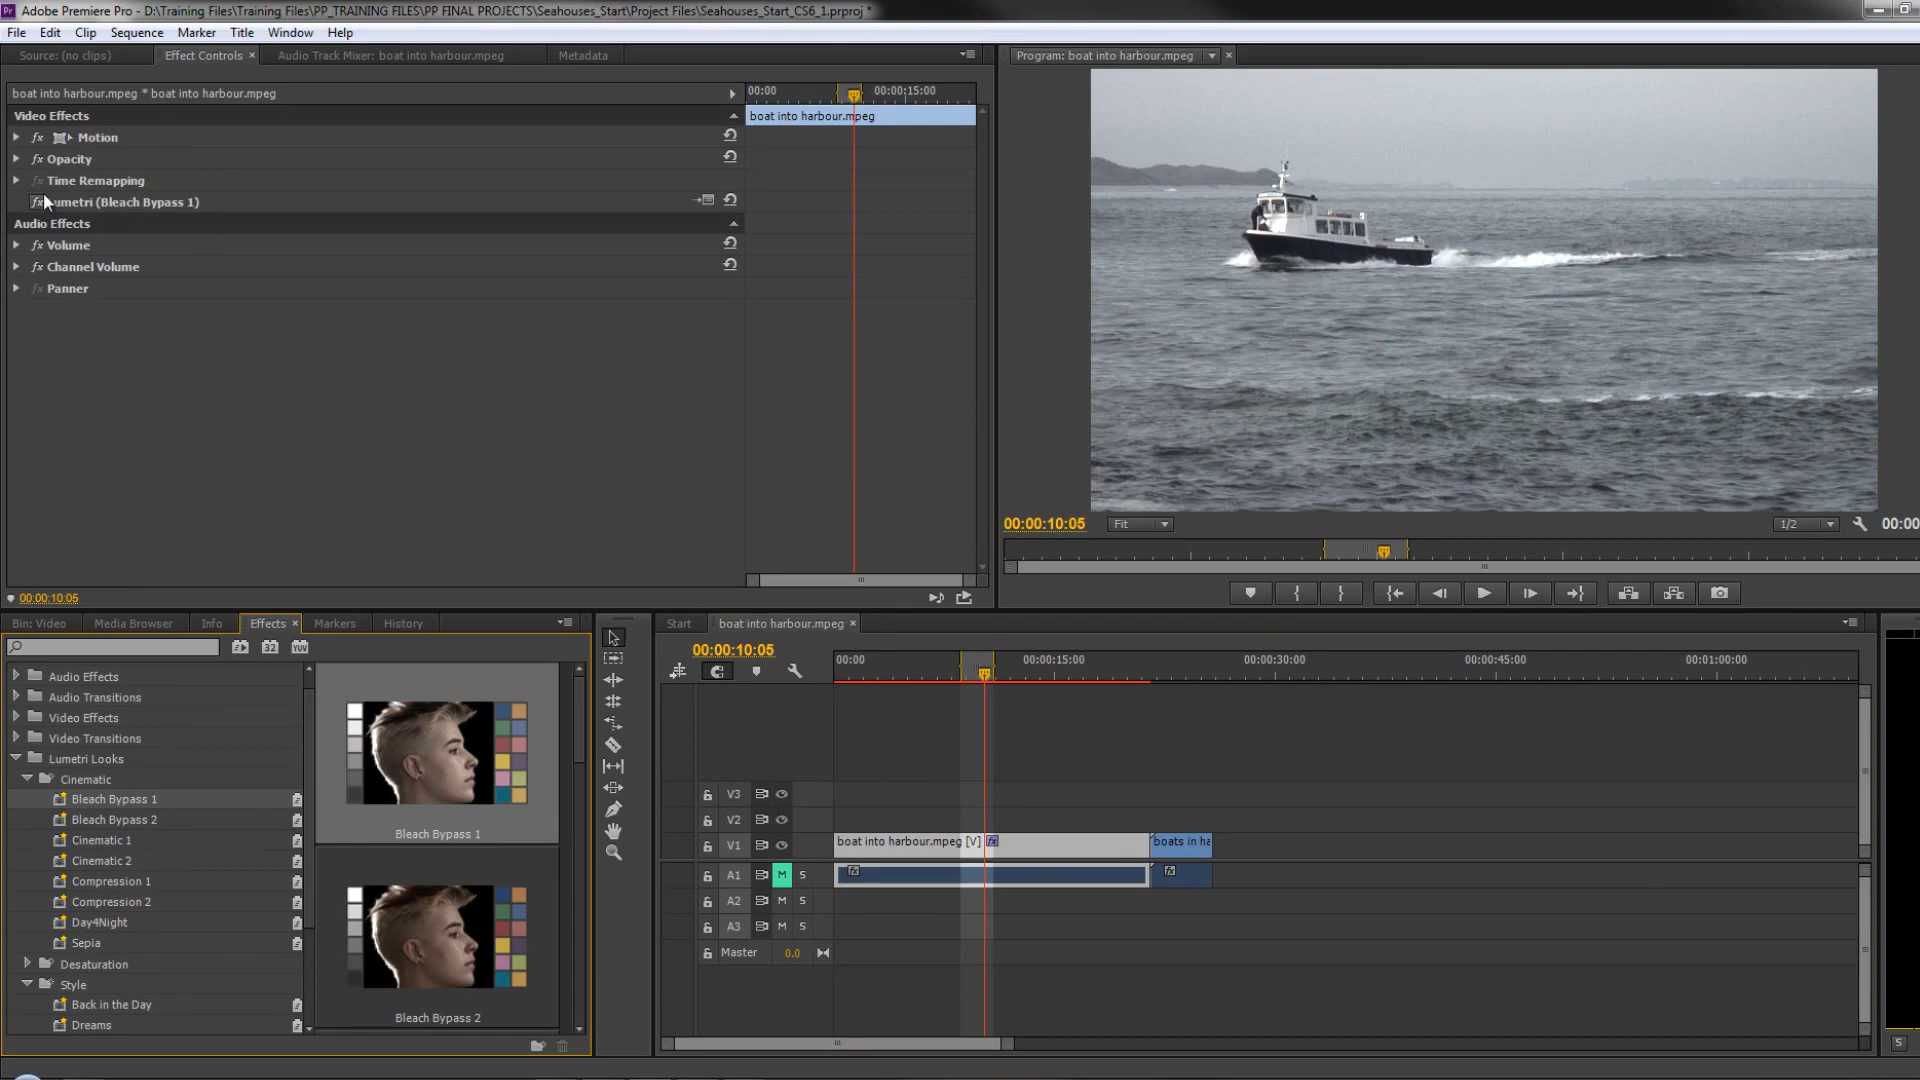 Adobe Premiere Pro - D:\Training Files\Training Files\PP_TRAINING FILES\PP FINAL PROJECTS\Seahouses_Start\Project Files\Seahouses_Start_CS6_1.prproj *
File Edit Clip Sequence Marker Title Window Help
Source: (no clips) Effect Controls Audio Track Mixer: boat into harbour.mpeg Metadata
Program: boat into harbour.mpeg
boat into harbour.mpeg * boat into harbour.mpeg
00:00 00:00:15:00
Video Effects
boat into harbour.mpeg
fx Motion
fx Opacity
fx Time Remapping
fx umetri (Bleach Bypass 1)
Audio Effects
fx Volume
fx Channel Volume
fx Panner
00:00:10:05 Fit 1/2 00:00
00:00:10:05
Bin: Video Media Browser Info Effects Markers History
32 YUV
Audio Effects
Audio Transitions
Video Effects
Video Transitions
Lumetri Looks
Cinematic
Bleach Bypass 1
Bleach Bypass 2
Cinematic 1
Cinematic 2
Compression 1
Compression 2
Day4Night
Sepia
Desaturation
Style
Back in the Day
Dreams
Bleach Bypass 1
Bleach Bypass 2
Start boat into harbour.mpeg
00:00:10:05
00:00 00:00:15:00 00:00:30:00 00:00:45:00 00:01:00:00
V3
V2
V1 boat into harbour.mpeg [V] fx boats in ha
A1 M S fx fx
A2 M S
A3 M S
Master 0.0
S